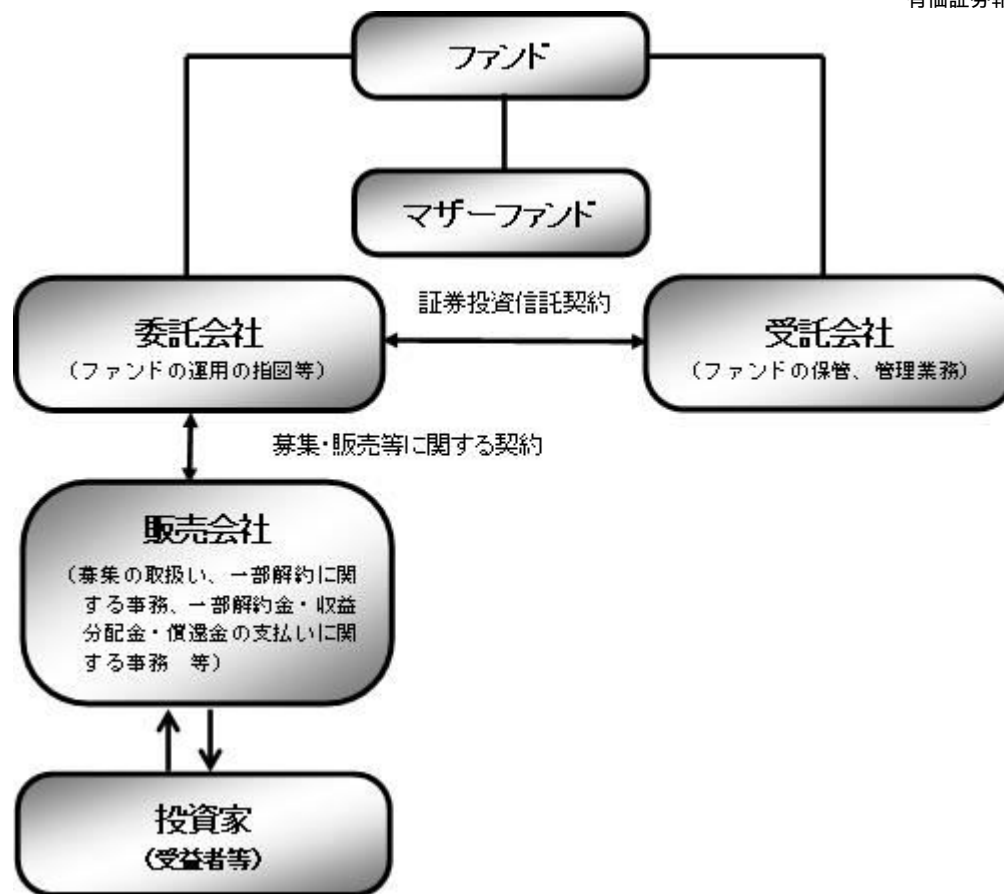 ファンド
マザーファンド
証券投資信託契約
委託会社
(ファンドの運用の指図等)
受託会社
(ファンドの保管、管理業務)
募集・販売等に関する契約
販売会社
(募集の取扱い、一部解約に関
する事務、一部解約金・収益
分配金・償還金の支払いに関
する事務 等)
投資家
(受益者等)